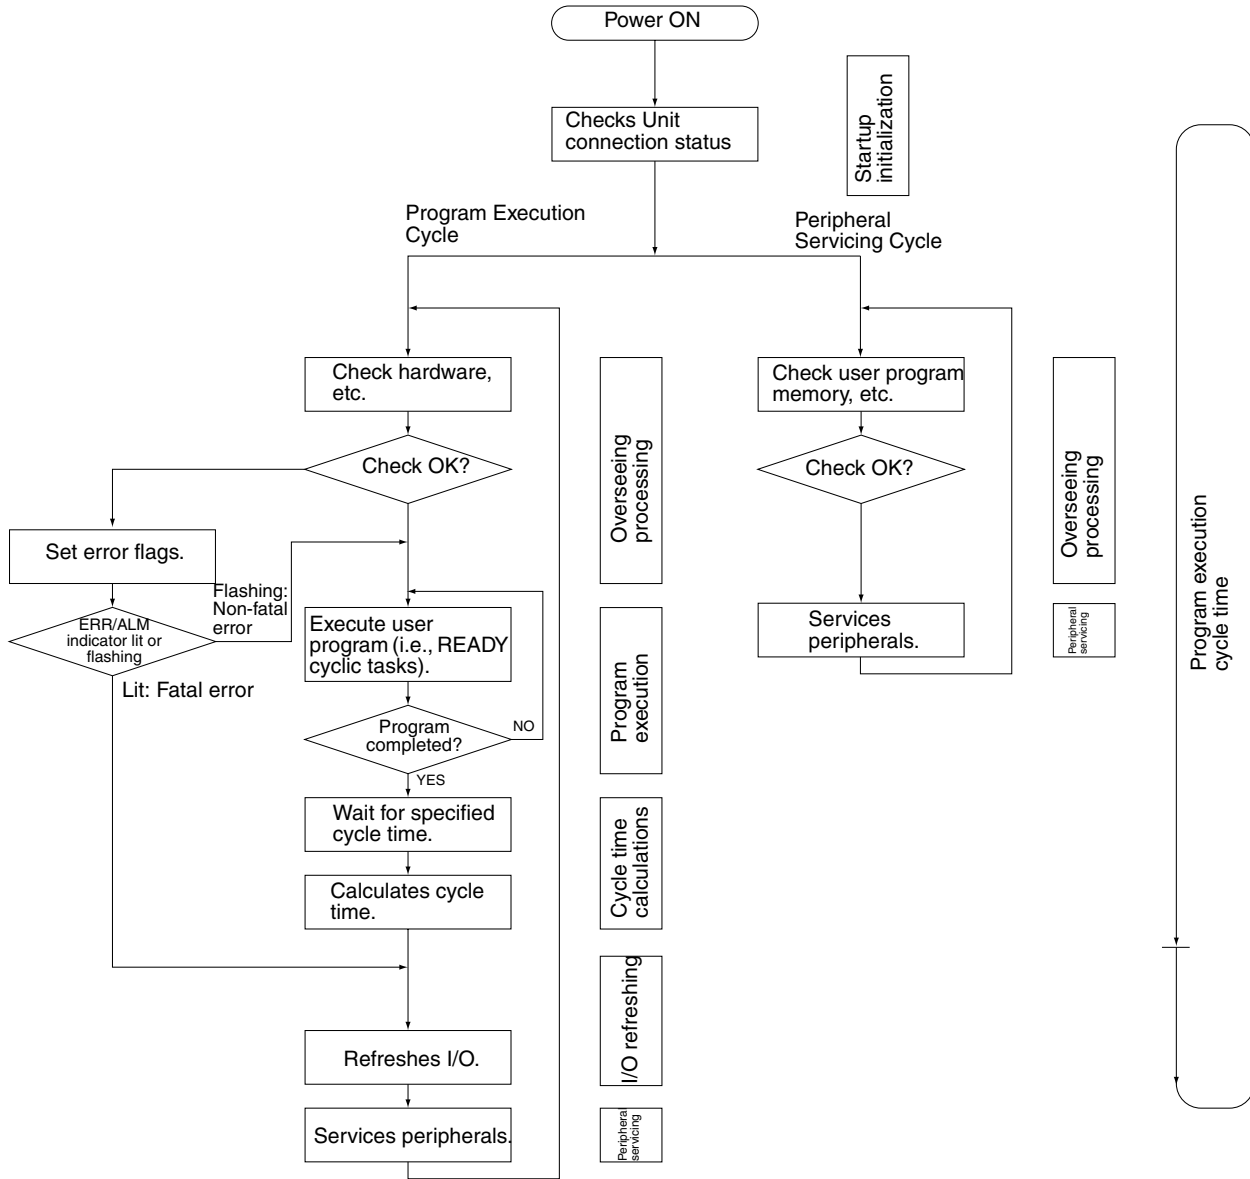 Power ON
Checks Unit
connection status
Startup
initialization
Program Execution
Cycle
Peripheral
Servicing Cycle
Check hardware,
etc.
Check OK?
Overseeing
processing
Check user program
memory, etc.
Check OK?
Overseeing
processing
Set error flags.
Flashing:
Non-fatal
error
ERR/ALM
indicator lit or
flashing
Lit: Fatal error
Execute user
program (i.e., READY
cyclic tasks).
Program
completed?
NO
YES
Program
execution
Services
peripherals.
Peripheral
servicing
Program execution
cycle time
Wait for specified
cycle time.
Calculates cycle
time.
Cycle time
calculations
Refreshes I/O.
I/O refreshing
Services peripherals.
Peripheral
servicing